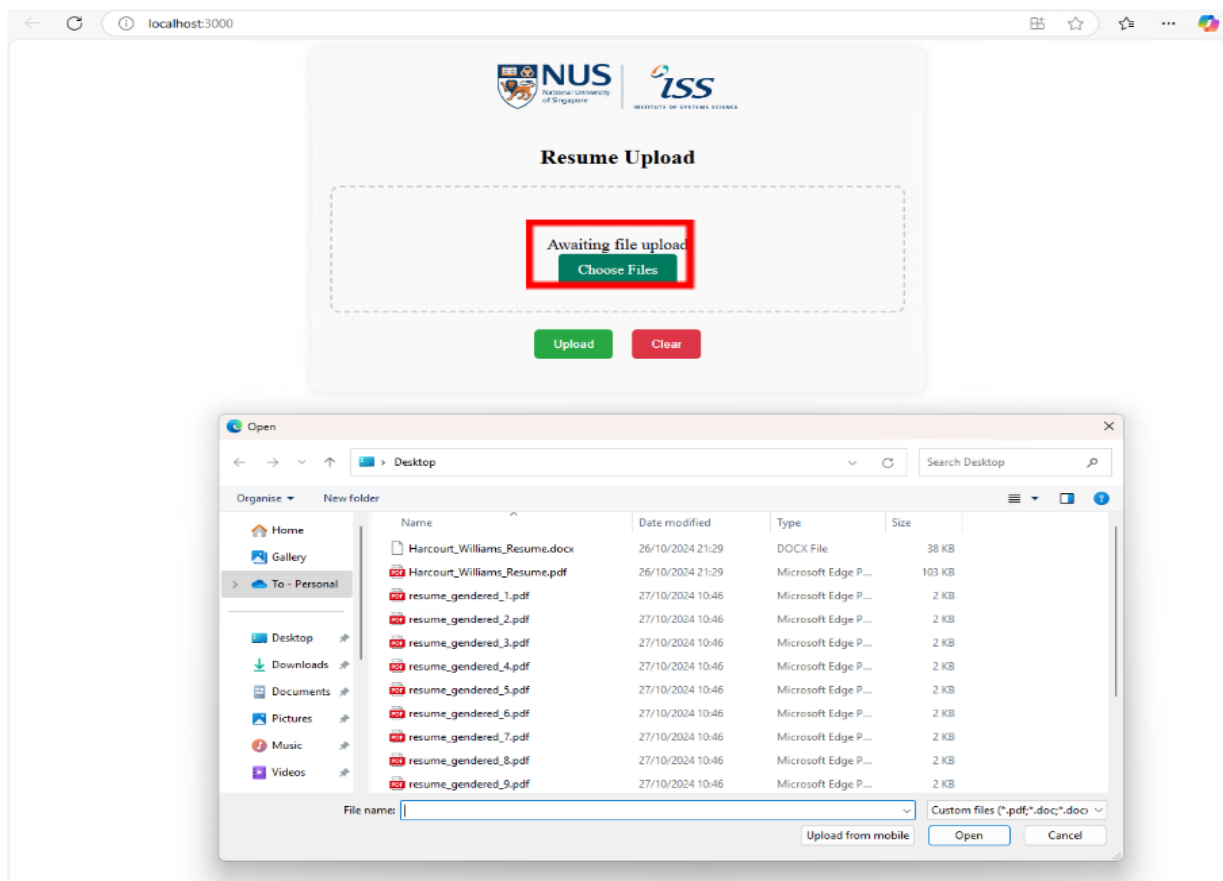 localhost:3000
NUS
National University
of Singapore
ISS
INSTITUTE OF SYSTEMS SCIENCE
Resume Upload
Awaiting file upload
Choose Files
Upload Clear
Open
Desktop
Search Desktop
Organise New folder
Home
Gallery
To - Personal
Desktop
Downloads
Documents
Pictures
Music
Videos
Name Date modified Type Size
Harcourt_Williams_Resume.docx 26/10/2024 21:29 DOCX File 38 KB
Harcourt_Williams_Resume.pdf 26/10/2024 21:29 Microsoft Edge P... 103 KB
resume_gendered_1.pdf 27/10/2024 10:46 Microsoft Edge P... 2 KB
resume_gendered_2.pdf 27/10/2024 10:46 Microsoft Edge P... 2 KB
resume_gendered_3.pdf 27/10/2024 10:46 Microsoft Edge P... 2 KB
resume_gendered_4.pdf 27/10/2024 10:46 Microsoft Edge P... 2 KB
resume_gendered_5.pdf 27/10/2024 10:46 Microsoft Edge P... 2 KB
resume_gendered_6.pdf 27/10/2024 10:46 Microsoft Edge P... 2 KB
resume_gendered_7.pdf 27/10/2024 10:46 Microsoft Edge P... 2 KB
resume_gendered_8.pdf 27/10/2024 10:46 Microsoft Edge P... 2 KB
resume_gendered_9.pdf 27/10/2024 10:46 Microsoft Edge P... 2 KB
File name: Custom files (*.pdf;*.doc;*.doc
Upload from mobile Open Cancel